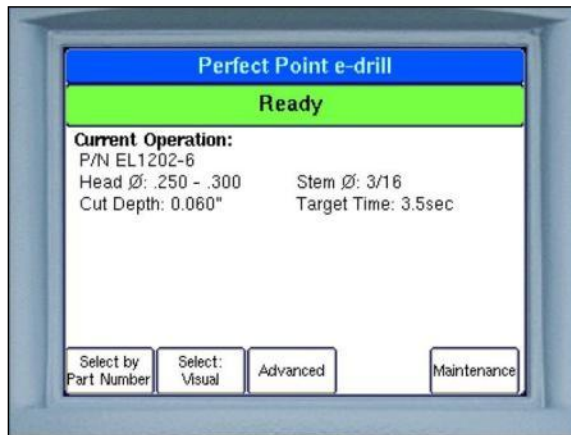 Perfect Point e-drill
Ready
Current Operation:
P/N EL1202-6
Head Ø: .250 - .300 Stem Ø: 3/16
Cut Depth: 0.060" Target Time: 3.5sec
Select by
Part Number
Select:
Visual
Advanced
Maintenance